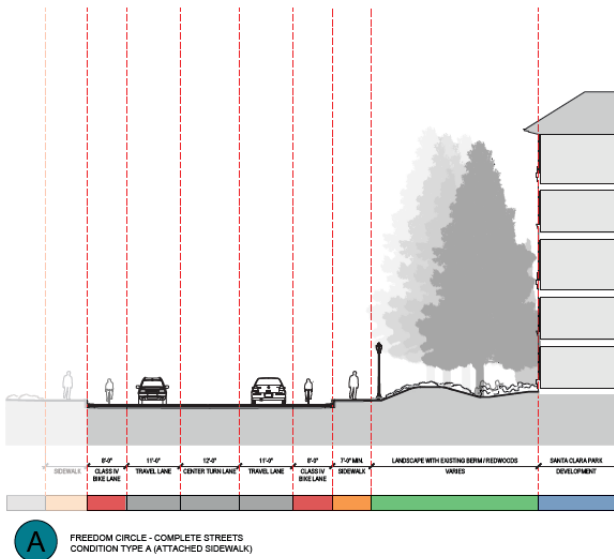 8'-0" 11'-0" 12'-0" 11'-0" 8'-0" 7'-0" MIN. LANDSCAPE WITH EXISTING BERM / REDWOODS SANTA CLARA PARK
SIDEWALK CLASS IV TRAVEL LANE CENTER TURN LANE TRAVEL LANE CLASS IV SIDEWALK VARIES DEVELOPMENT
BIKE LANE BIKE LANE
A
FREEDOM CIRCLE - COMPLETE STREETS
CONDITION TYPE A (ATTACHED SIDEWALK)